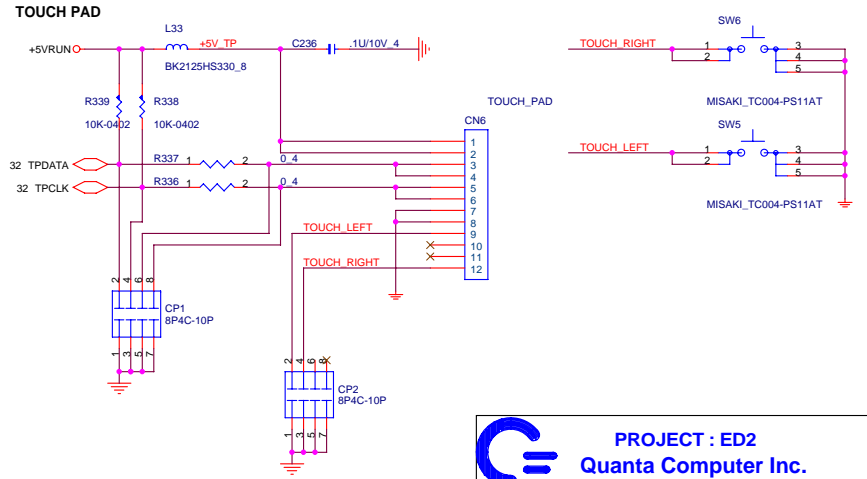 TOUCH PAD
+5VRUN
L33
+5V_TP
BK2125HS330_8
C236
.1U/10V_4
R339
10K-0402
R338
10K-0402
32 TPDATA
R337 1 2 0_4
32 TPCLK
R336 1 2 0_4
TOUCH_PAD
CN6
1
2
3
4
5
6
7
8
9
10
11
12
TOUCH_LEFT
TOUCH_RIGHT
2 4 6 8
CP1
8P4C-10P
1 3 5 7
2 4 6 8
CP2
8P4C-10P
1 3 5 7
SW6
TOUCH_RIGHT
1 3
2 4
5
MISAKI_TC004-PS11AT
SW5
TOUCH_LEFT
1 3
2 4
5
MISAKI_TC004-PS11AT
PROJECT : ED2
Quanta Computer Inc.